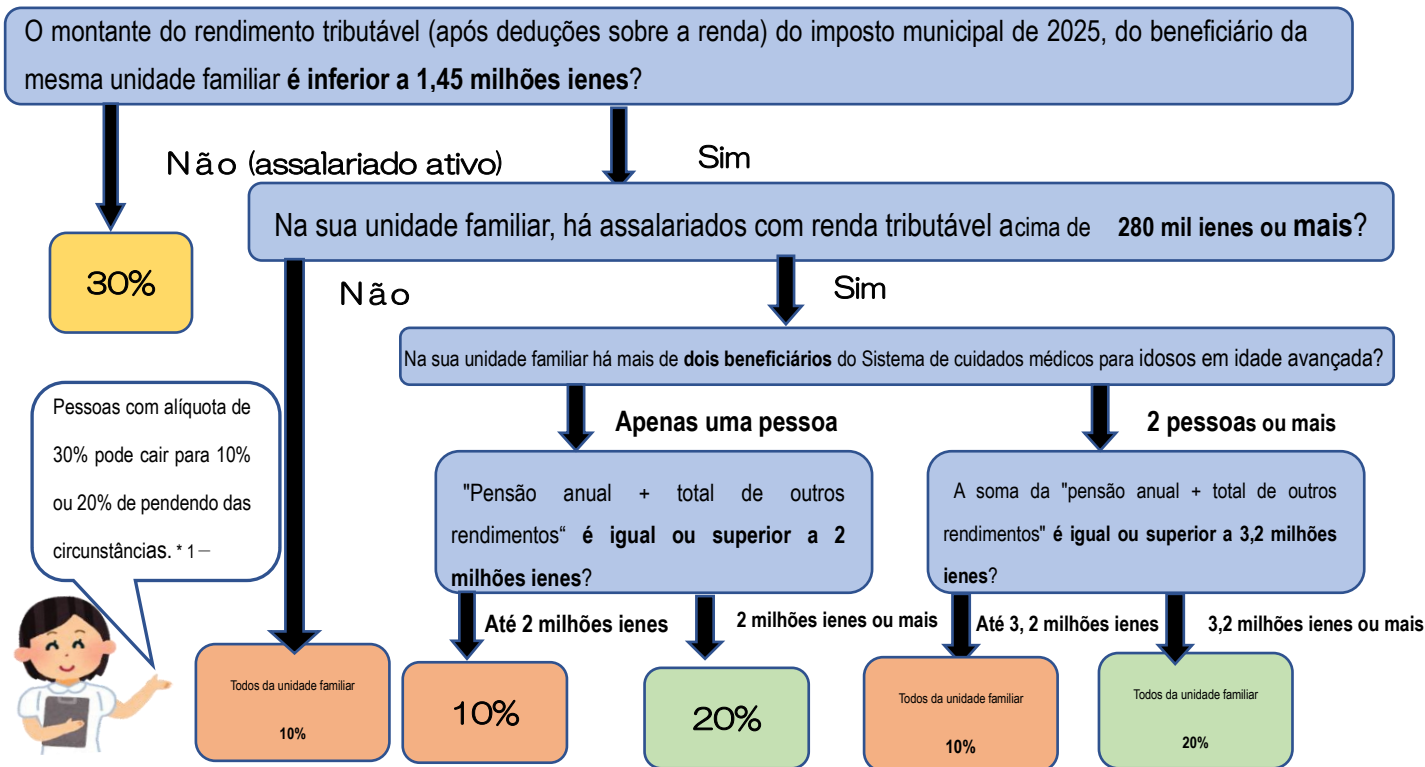 O montante do rendimento tributável (após deduções sobre a renda) do imposto municipal de 2025, do beneficiário da
mesma unidade familiar é inferior a 1,45 milhões ienes?
Não (assalariado ativo)
Sim
30%
Na sua unidade familiar, há assalariados com renda tributável acima de 280 mil ienes ou mais?
Não
Sim
Na sua unidade familiar há mais de dois beneficiários do Sistema de cuidados médicos para idosos em idade avançada?
Apenas uma pessoa
2 pessoas ou mais
Pessoas com alíquota de
30% pode cair para 10%
ou 20% de pendendo das
circunstâncias. * 1－
"Pensão anual + total de outros
rendimentos“ é igual ou superior a 2
milhões ienes?
A soma da "pensão anual + total de outros
rendimentos" é igual ou superior a 3,2 milhões
ienes?
Até 2 milhões ienes
2 milhões ienes ou mais
Até 3, 2 milhões ienes
3,2 milhões ienes ou mais
Todos da unidade familiar
10%
10%
20%
Todos da unidade familiar
10%
Todos da unidade familiar
20%